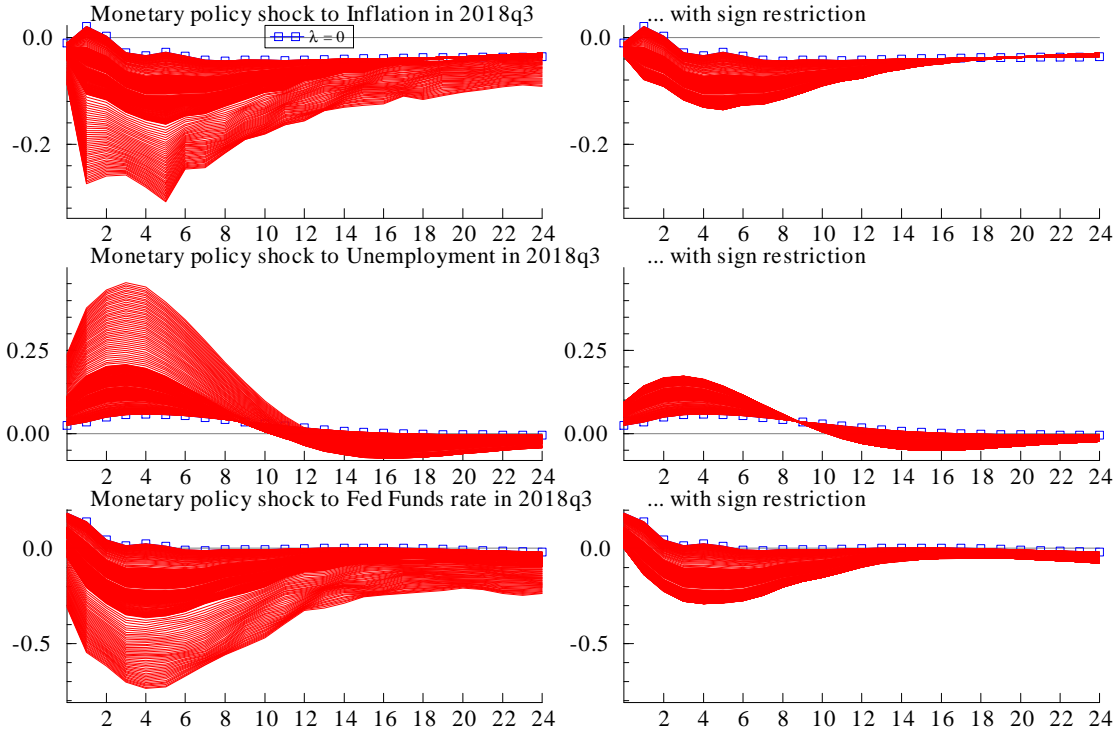 Monetary policy shock to Inflation in 2018q3
... with sign restriction
λ = 0
0.0
-0.2
2 4 6 8 10 12 14 16 18 20 22 24
0.0
-0.2
2 4 6 8 10 12 14 16 18 20 22 24
Monetary policy shock to Unemployment in 2018q3
... with sign restriction
0.25
0.00
2 4 6 8 10 12 14 16 18 20 22 24
0.25
0.00
2 4 6 8 10 12 14 16 18 20 22 24
Monetary policy shock to Fed Funds rate in 2018q3
... with sign restriction
0.0
-0.5
2 4 6 8 10 12 14 16 18 20 22 24
0.0
-0.5
2 4 6 8 10 12 14 16 18 20 22 24